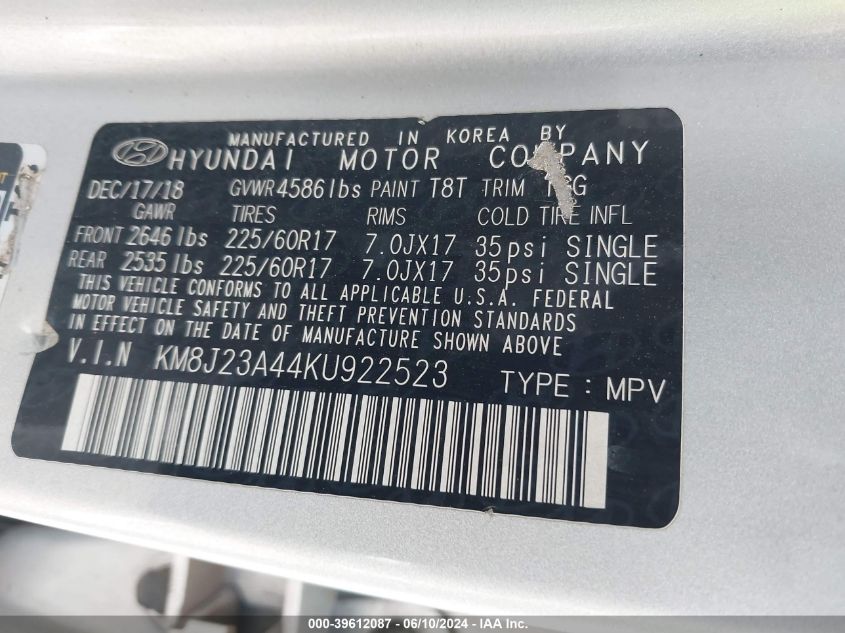 MANUFACTURED IN KOREA BY
HYUNDAI MOTOR COMPANY
DEC/17/18 GVWR 4586 lbs PAINT T8T TRIM
GAWR TIRES RIMS COLD TIRE INFL
FRONT 2646 lbs 225/60R17 7.0JX17 35psi SINGLE
REAR 2535 lbs 225/60R17 7.0JX17 35psi SINGLE
THIS VEHICLE CONFORMS TO ALL APPLICABLE U.S.A. FEDERAL
MOTOR VEHICLE SAFETY AND THEFT PREVENTION STANDARDS
IN EFFECT ON THE DATE OF MANUFACTURE SHOWN ABOVE
V.I.N KM8J23A44KU922523 TYPE : MPV
000-39612087 - 06/10/2024 - IAA Inc.